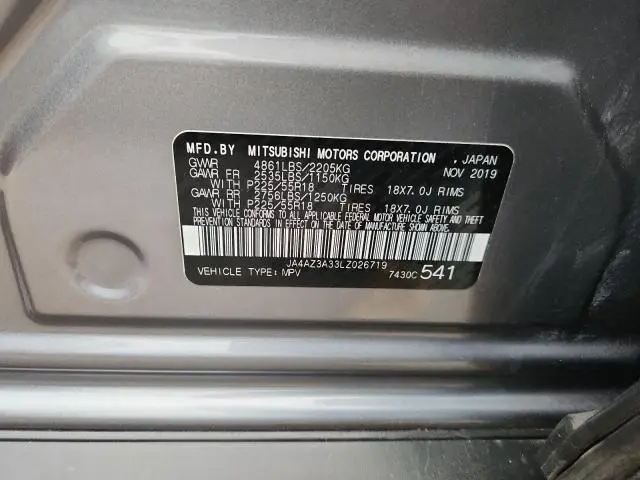 MFD.BY MITSUBISHI MOTORS CORPORATION , JAPAN
GVWR 4861LBS/2205KG NOV 2019
GAWR FR 2535LBS/1150KG
WITH P225/55R18 TIRES 18X7.0J RIMS
GAWR RR 2756LBS/1250KG
WITH P225/55R18 TIRES 18X7.0J RIMS
THIS VEHICLE CONFORMS TO ALL APPLICABLE FEDERAL MOTOR VEHICLE SAFETY AND THEFT
PREVENTION STANDARDS IN EFFECT ON THE DATE OF MANUFACTURE SHOWN ABOVE.
JA4AZ3A33LZ026719
VEHICLE TYPE: MPV 7430C 541